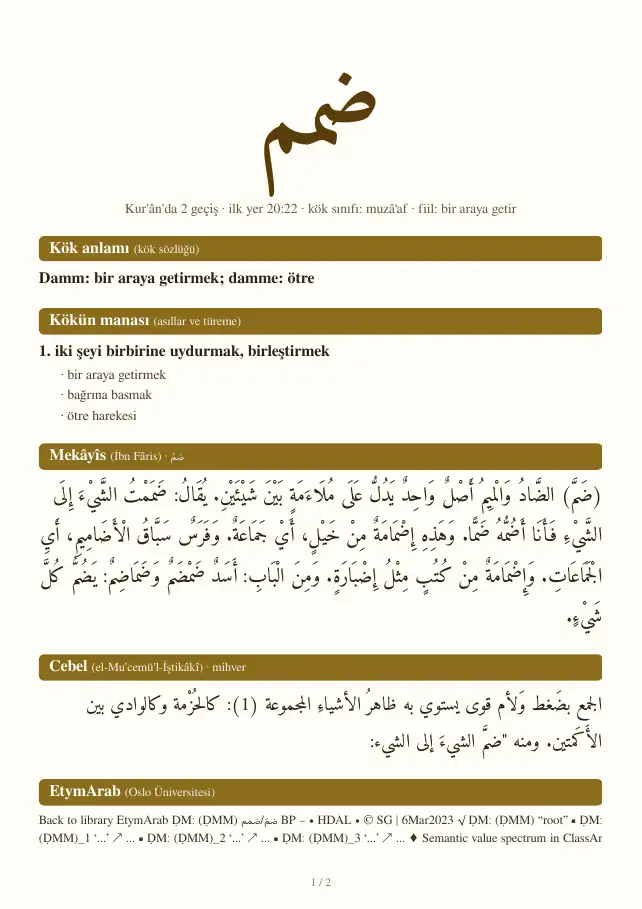 ضمم
Kur'ân'da 2 geçiş · ilk yer 20:22 · kök sınıfı: muzâ‘af · fiil: bir araya getir
Kök anlamı (kök sözlüğü)
Damm: bir araya getirmek; damme: ötre
Kökün manası (asıllar ve türeme)
1. iki şeyi birbirine uydurmak, birleştirmek
· bir araya getirmek
· bağrına basmak
· ötre harekesi
Mekâyîs (İbn Fâris) · ضمّ
(ضَمَّ) الضَّادُ وَالْمِيمُ أَصْلٌ وَاحِدٌ يَدُلُّ عَلَى مُلَاءَمَةٍ بَيْنَ شَيْئَيْنِ. يُقَالُ: ضَمَمْتُ الشَّيْءَ إِلَى
الشَّيْءِ فَأَنَا أَضُمُّهُ ضَمًّا. وَهَذِهِ إِضْمَامَةٌ مِنْ خَيْلٍ، أَيْ جَمَاعَةٌ. وَفَرَسٌ سَبَّاقُ الْأَضَامِيمِ، أَيِ
الْجَمَاعَاتِ. وَإِضْمَامَةٌ مِنْ كُتُبٍ مِثْلُ إِضْبَارَةٍ. وَمِنَ الْبَابِ: أَسَدٌ ضَمْضَمٌ وَضَمَاضِمٌ: يَضُمُّ كُلَّ
شَيْءٍ.
Cebel (el-Mu'cemü'l-İştikâkî) · mihver
الجمع بضَغط وَلأم قوى يستوي به ظاهرُ الأشياءِ المجموعة (1): كالحُزْمة وكالوادي بين
الأَكَمتين. ومنه "ضمَّ الشيءَ إلى الشيء:
EtymArab (Oslo Üniversitesi)
Back to library EtymArab ḌM: (ḌMM) ضمّ/ضمم BP – • HDAL • © SG | 6Mar2023 √ ḌM: (ḌMM) “root” ▪ ḌM:
(ḌMM)_1 ‘...’ ↗ ... ▪ ḌM: (ḌMM)_2 ‘...’ ↗ ... ▪ ḌM: (ḌMM)_3 ‘...’ ↗ ... ♦ Semantic value spectrum in ClassAr
1 / 2